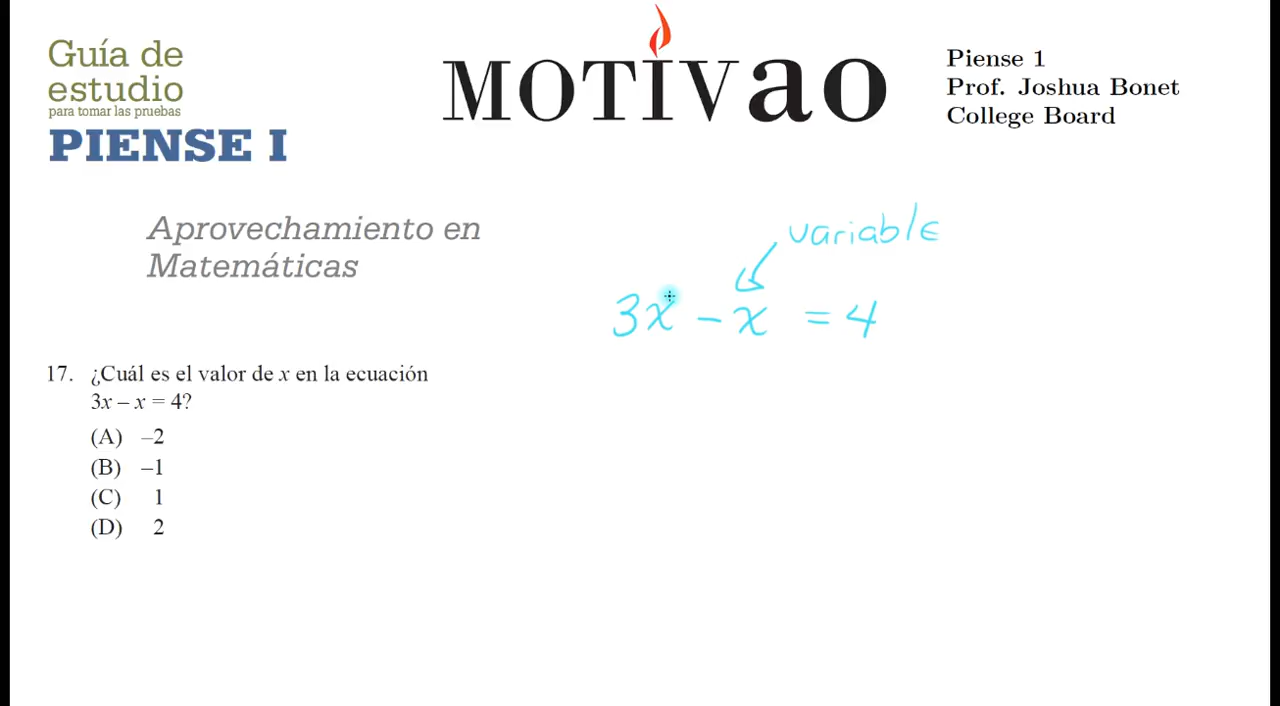 Guía de
estudio
para tomar las pruebas
PIENSE I
MOTIVAO
Piense 1
Prof. Joshua Bonet
College Board
Aprovechamiento en
Matemáticas
variable
3x - x = 4
17. ¿Cuál es el valor de x en la ecuación
3x – x = 4?
(A) –2
(B) –1
(C) 1
(D) 2